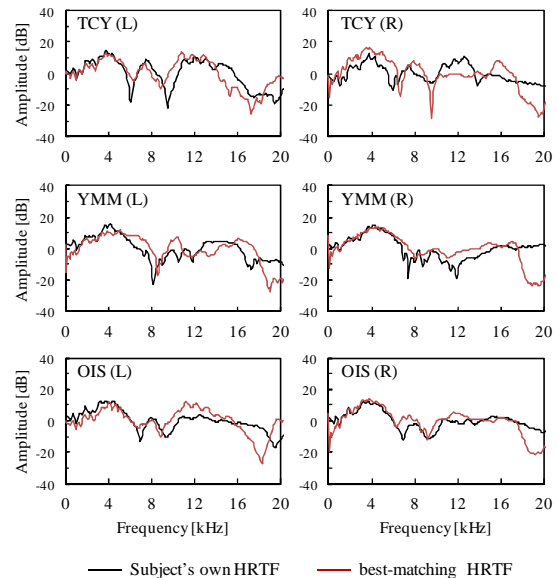 TCY (L)
TCY (R)
Amplitude [dB]
40
20
0
-20
-40
0 4 8 12 16 20
40
20
0
-20
-40
0 4 8 12 16 20
YMM (L)
YMM (R)
Amplitude [dB]
40
20
0
-20
-40
0 4 8 12 16 20
40
20
0
-20
-40
0 4 8 12 16 20
OIS (L)
OIS (R)
Amplitude [dB]
40
20
0
-20
-40
0 4 8 12 16 20
40
20
0
-20
-40
0 4 8 12 16 20
Frequency [kHz]
Frequency [kHz]
Subject's own HRTF
best-matching HRTF